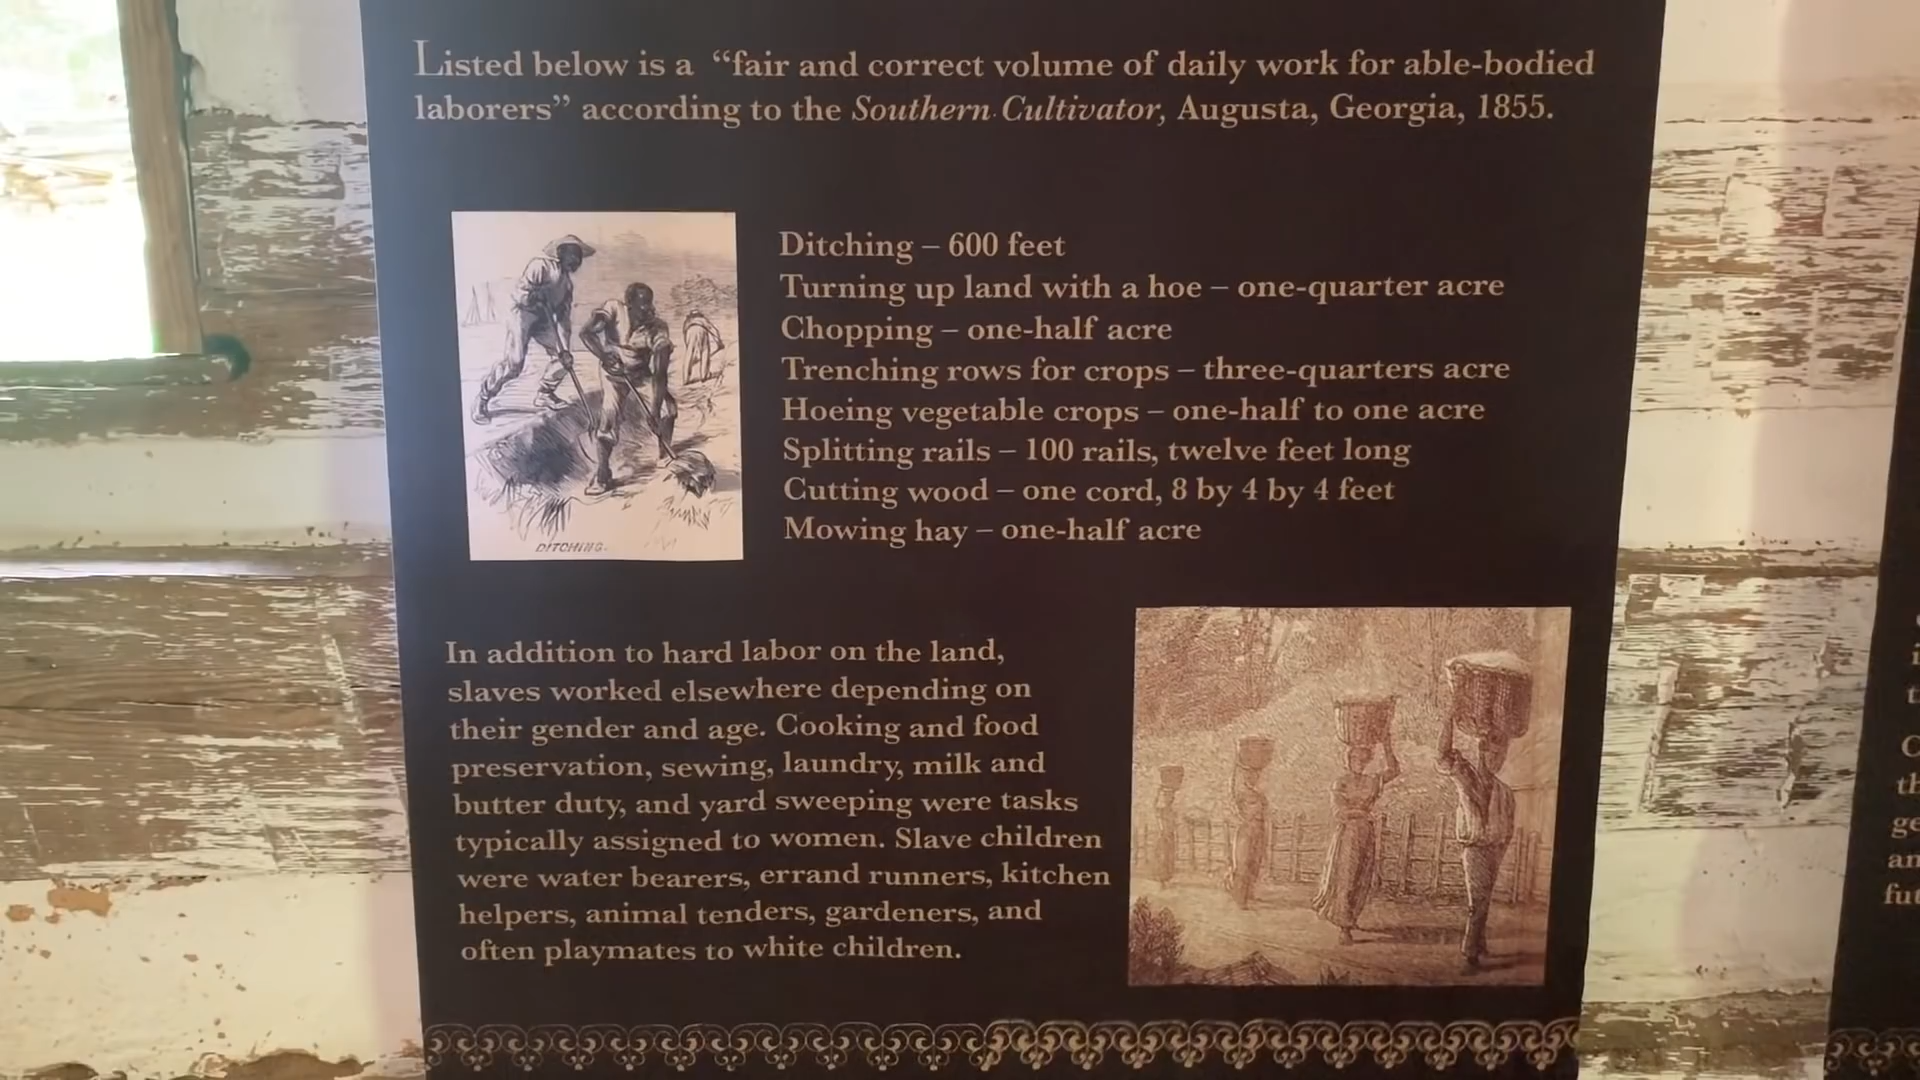 Listed below is a “fair and correct volume of daily work for able-bodied
laborers” according to the Southern Cultivator, Augusta, Georgia, 1855.
Ditching – 600 feet
Turning up land with a hoe – one-quarter acre
Chopping – one-half acre
Trenching rows for crops – three-quarters acre
Hoeing vegetable crops – one-half to one acre
Splitting rails – 100 rails, twelve feet long
Cutting wood – one cord, 8 by 4 by 4 feet
Mowing hay – one-half acre
DITCHING.
In addition to hard labor on the land,
slaves worked elsewhere depending on
their gender and age. Cooking and food
preservation, sewing, laundry, milk and
butter duty, and yard sweeping were tasks
typically assigned to women. Slave children
were water bearers, errand runners, kitchen
helpers, animal tenders, gardeners, and
often playmates to white children.